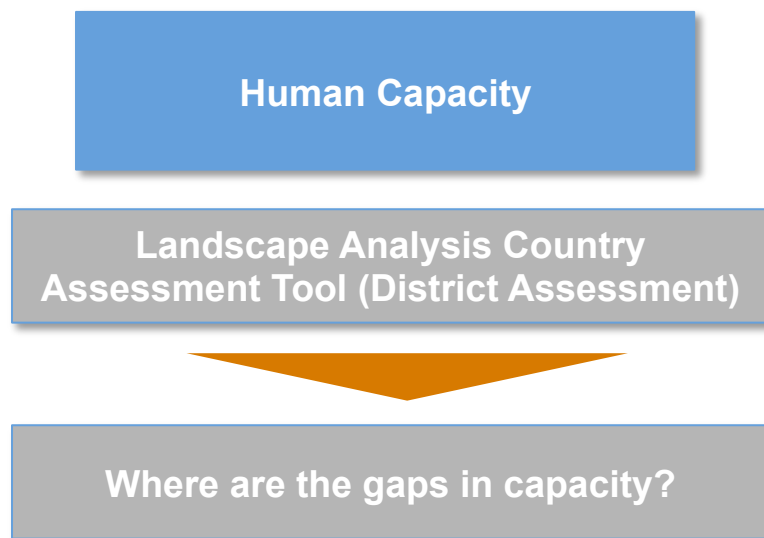 Human Capacity
Landscape Analysis Country
Assessment Tool (District Assessment)
Where are the gaps in capacity?